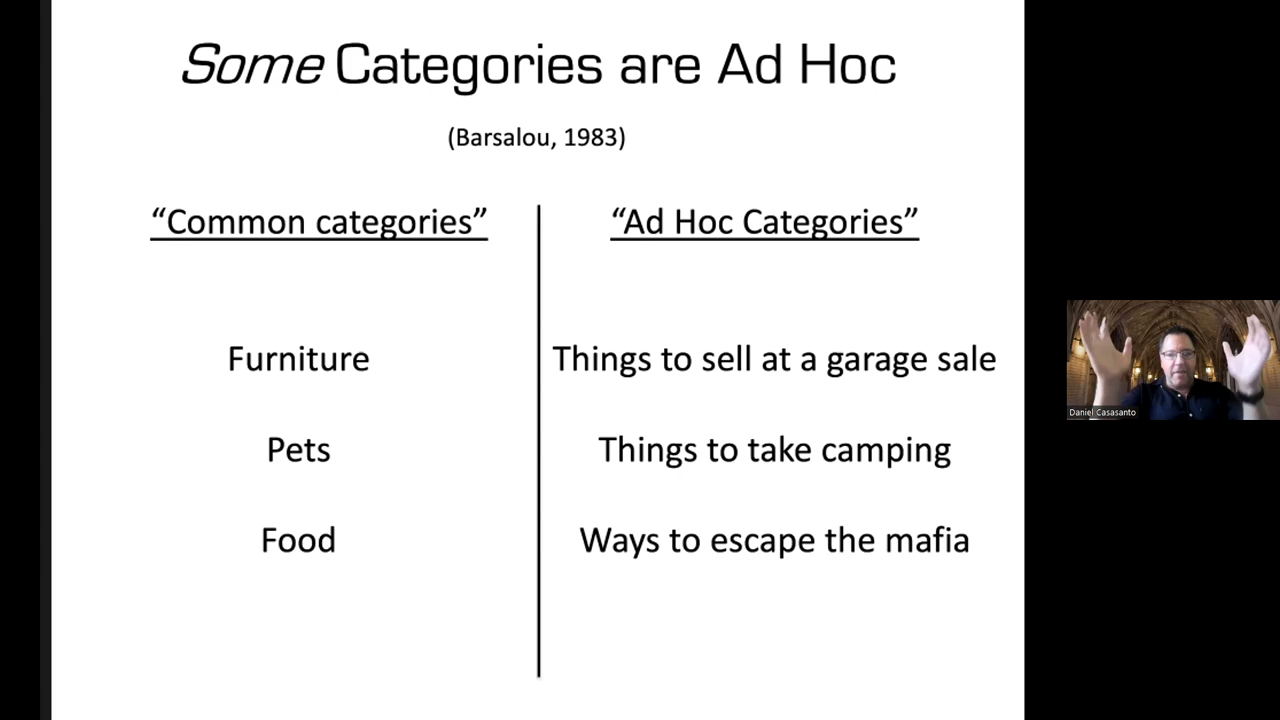 Some Categories are Ad Hoc
(Barsalou, 1983)
“Common categories”
“Ad Hoc Categories”
Furniture
Things to sell at a garage sale
Pets
Things to take camping
Food
Ways to escape the mafia
Daniel Casasanto